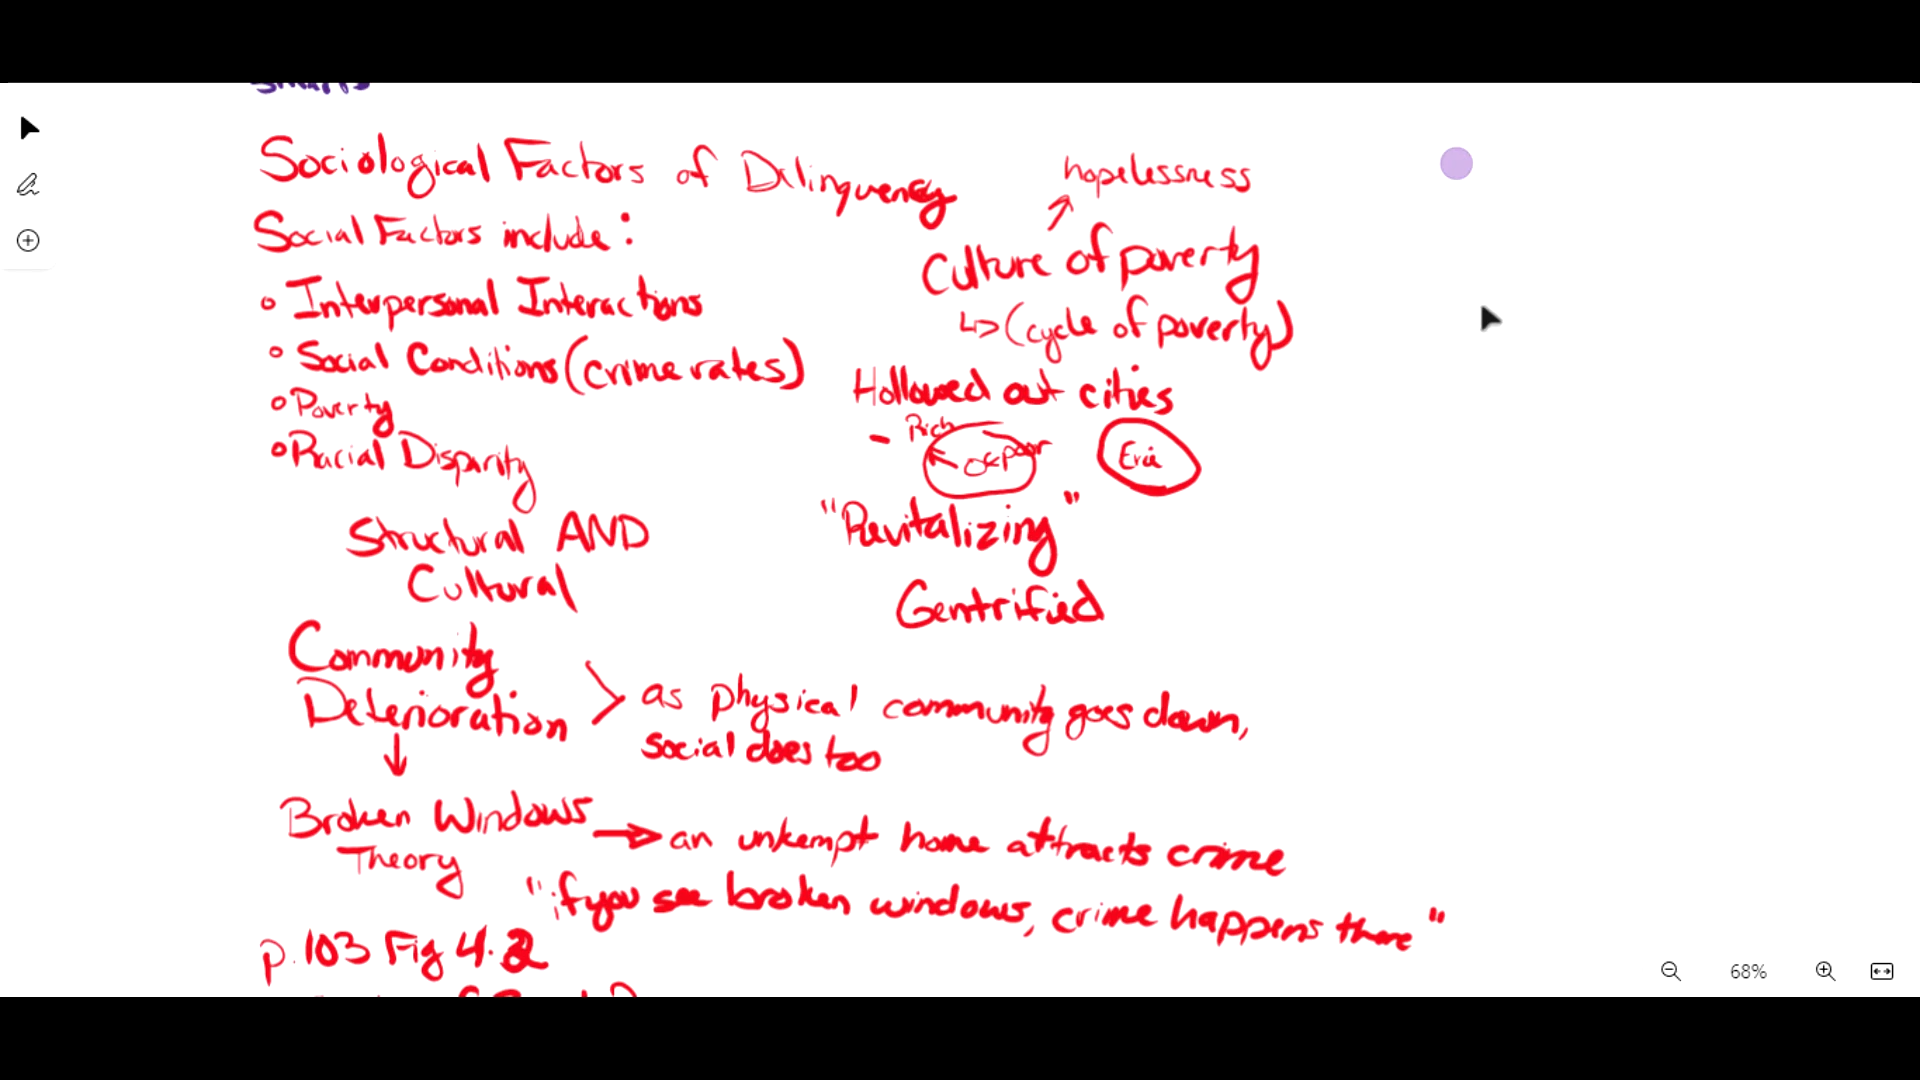 Sociological Factors of Delinquency
Social Factors include:
• Interpersonal Interactions
• Social Conditions (crime rates)
• Poverty
• Racial Disparity
Structural AND
Cultural
hopelessness
Culture of poverty
↳ (cycle of poverty)
Hollowed out cities
- Rich
poor
Erie
"Revitalizing"
Gentrified
Community
Deterioration > as physical community goes down,
social does too
Broken Windows → an unkempt home attracts crime
Theory
"if you see broken windows, crime happens there"
p. 103 Fig 4.2
68%